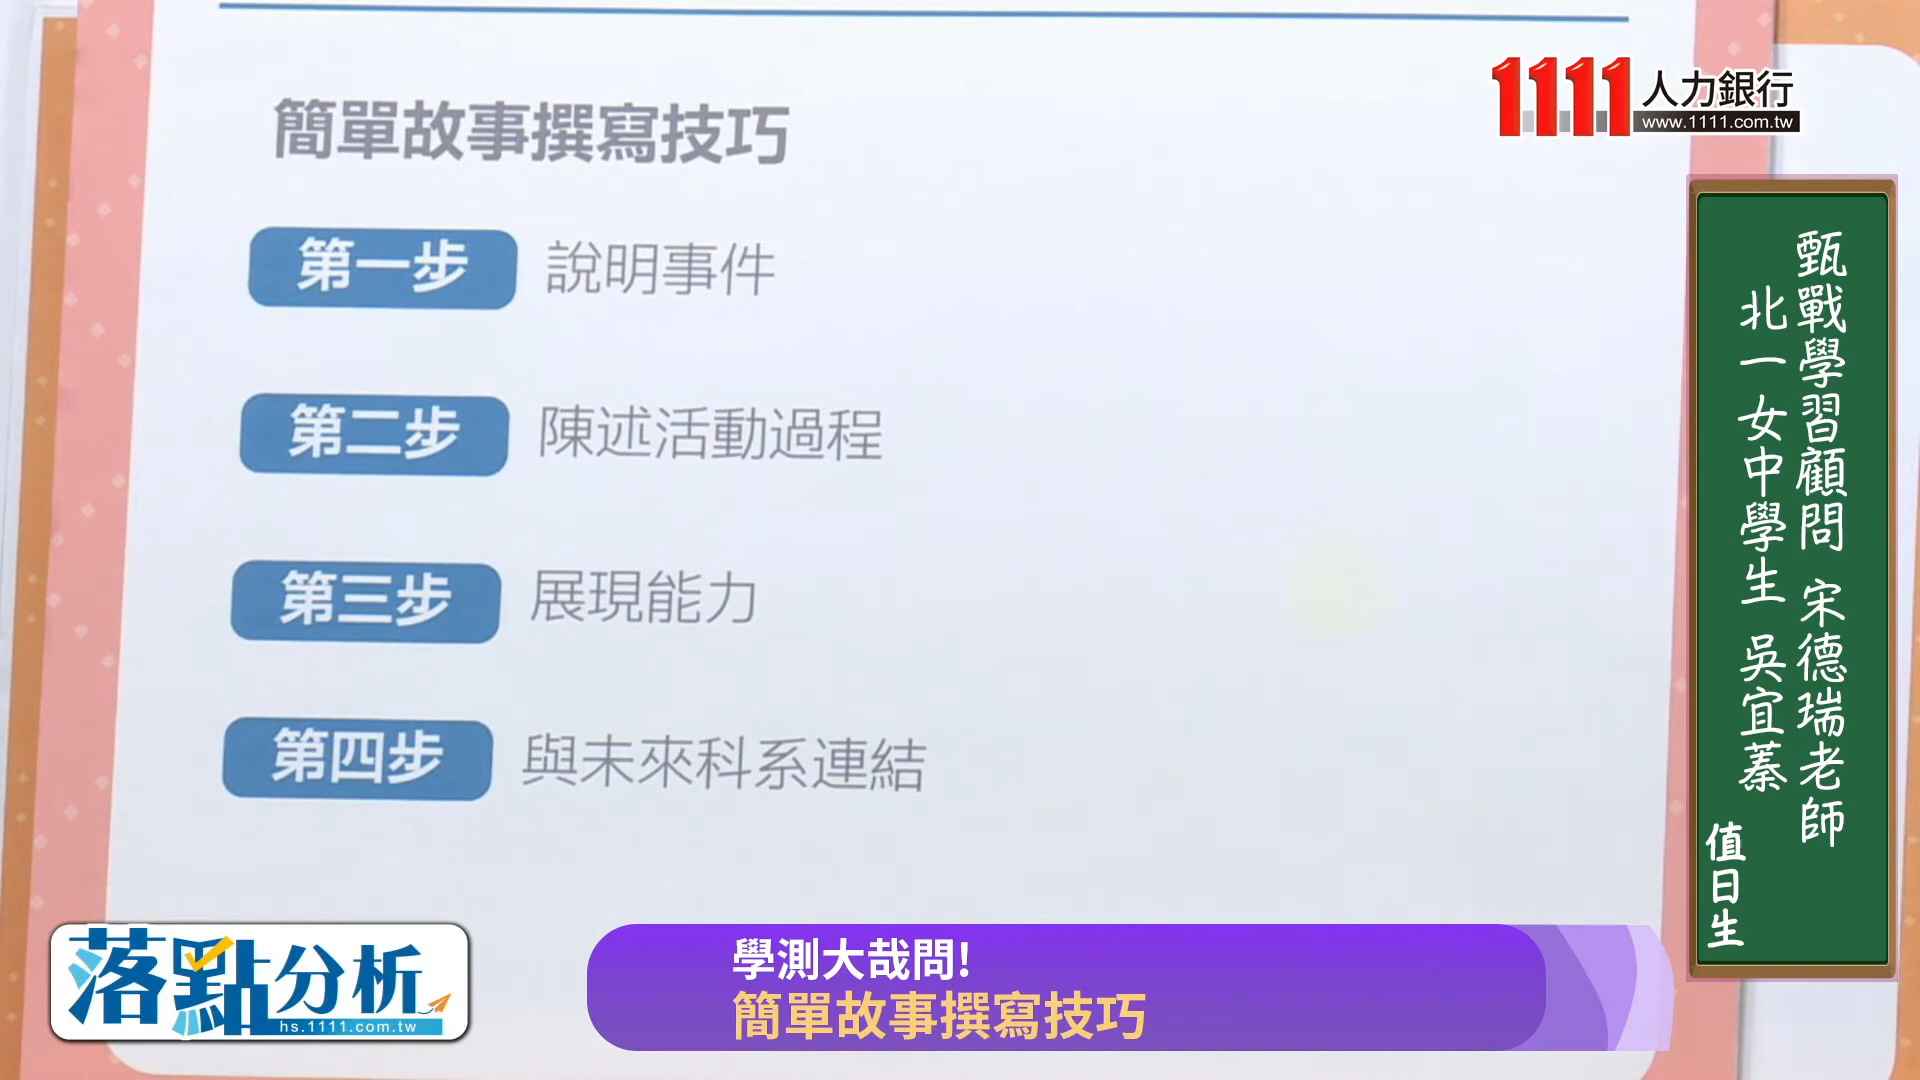 簡單故事撰寫技巧
第一步 說明事件
第二步 陳述活動過程
第三步 展現能力
第四步 與未來科系連結
1111人力銀行
www.1111.com.tw
甄戰學習顧問 宋德瑞老師
北一女中學生 吳宜蓁
值日生
落點分析
hs.1111.com.tw
學測大哉問!
簡單故事撰寫技巧